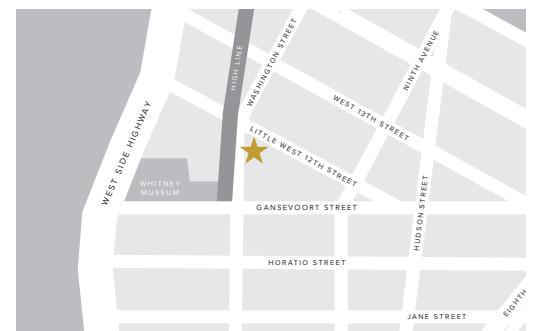 HIGH LINE
WASHINGTON STREET
NINTH AVENUE
WEST 13TH STREET
WEST SIDE HIGHWAY
LITTLE WEST 12TH STREET
WHITNEY
MUSEUM
GANSEVOORT STREET
HUDSON STREET
HORATIO STREET
EIGHTH
JANE STREET